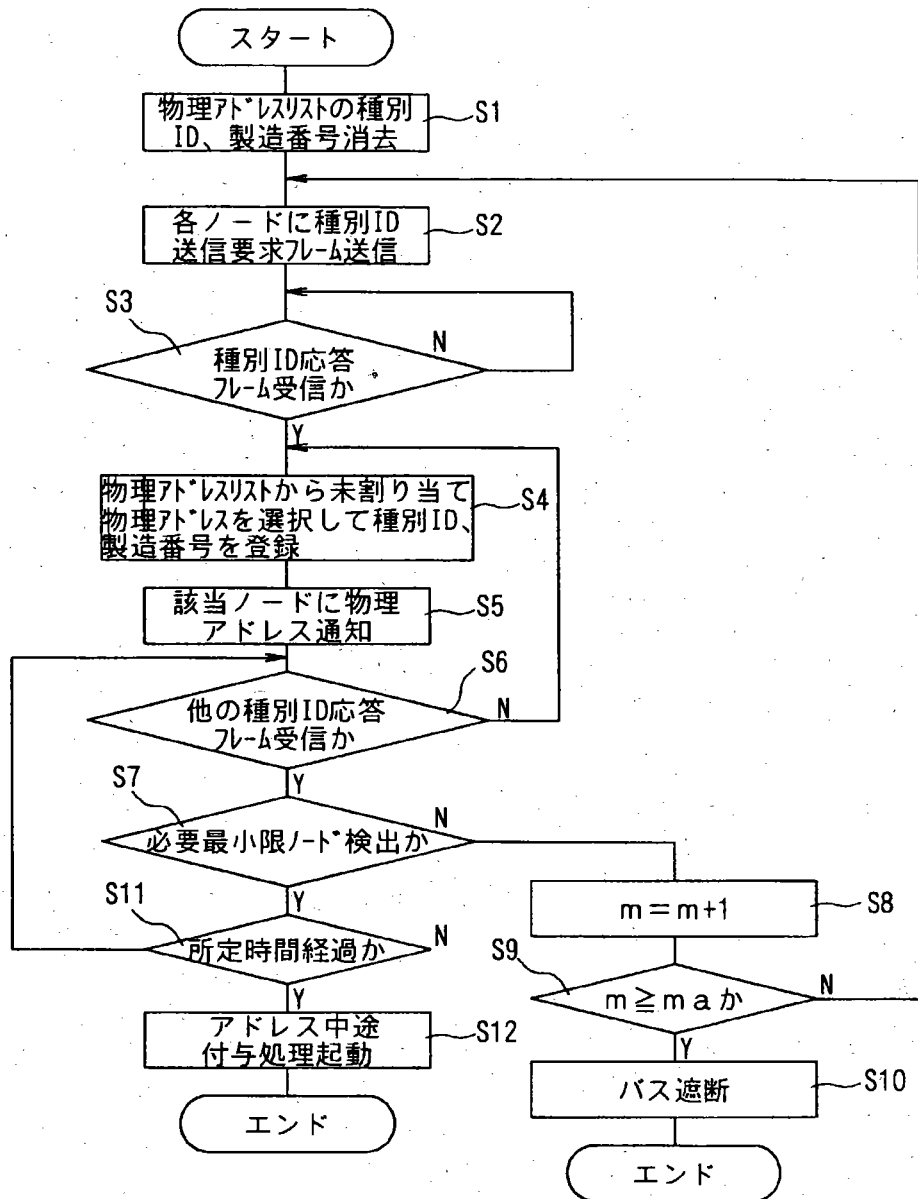 スタート
物理アドレスリストの種別
ID、製造番号消去
S1
各ノードに種別ID
送信要求フレーム送信
S2
S3
種別ID応答
フレーム受信か
N
Y
物理アドレスリストから未割り当て
物理アドレスを選択して種別ID、
製造番号を登録
S4
該当ノードに物理
アドレス通知
S5
S6
他の種別ID応答
フレーム受信か
N
Y
S7
必要最小限ノード検出か
N
Y
m=m+1
S8
S11
所定時間経過か
N
Y
S9
m≧maか
N
Y
アドレス中途
付与処理起動
S12
バス遮断
S10
エンド
エンド